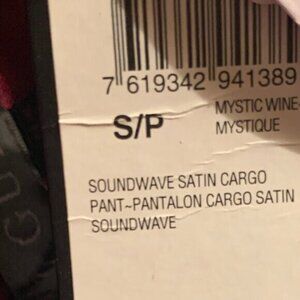 7 619342 941389
S/P
MYSTIC WINE
MYSTIQUE
SOUNDWAVE SATIN CARGO
PANT~PANTALON CARGO SATIN
SOUNDWAVE